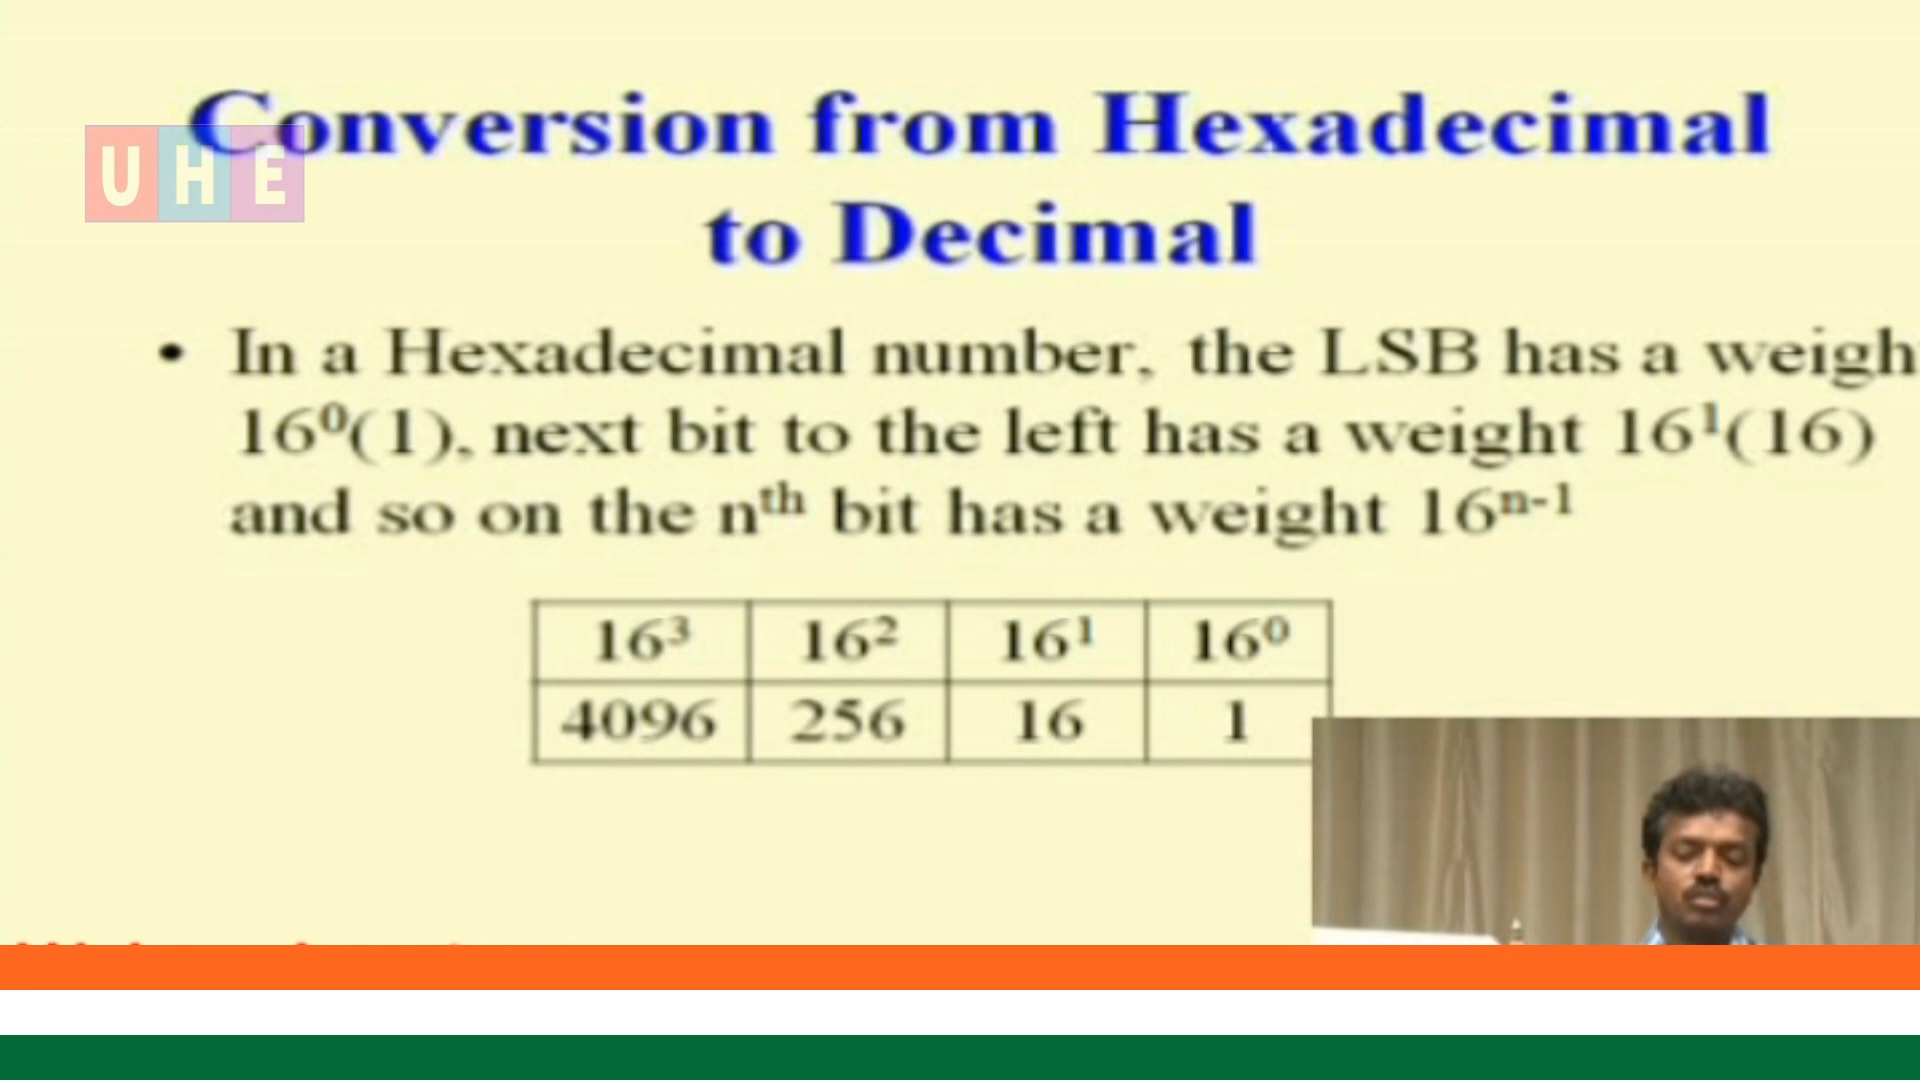 Conversion from Hexadecimal
to Decimal
UHE
• In a Hexadecimal number, the LSB has a weigh
16⁰(1), next bit to the left has a weight 16¹(16)
and so on the nᵗʰ bit has a weight 16ⁿ⁻¹
16³ 16² 16¹ 16⁰
4096 256 16 1